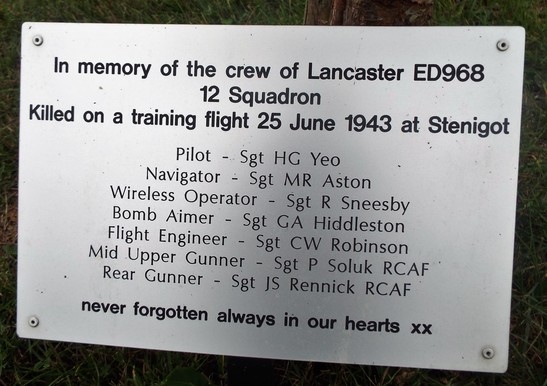 In memory of the crew of Lancaster ED968
12 Squadron
Killed on a training flight 25 June 1943 at Stenigot
Pilot - Sgt HG Yeo
Navigator - Sgt MR Aston
Wireless Operator - Sgt R Sneesby
Bomb Aimer - Sgt GA Hiddleston
Flight Engineer - Sgt CW Robinson
Mid Upper Gunner - Sgt P Soluk RCAF
Rear Gunner - Sgt JS Rennick RCAF
never forgotten always in our hearts xx